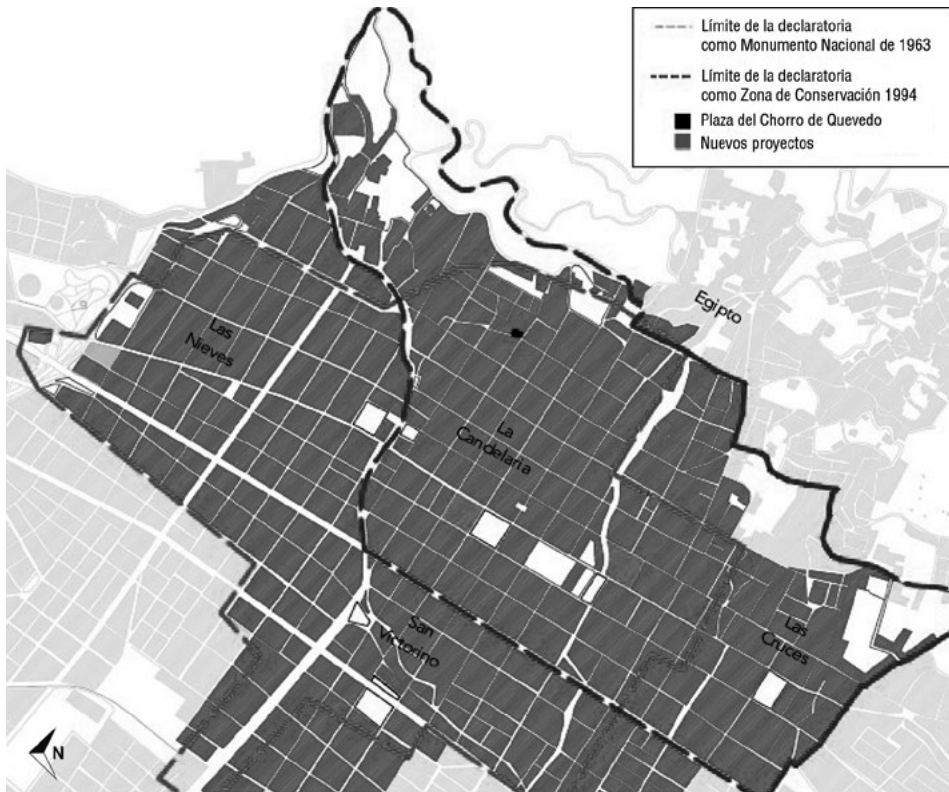 Límite de la declaratoria
como Monumento Nacional de 1963
Límite de la declaratoria
como Zona de Conservación 1994
Plaza del Chorro de Quevedo
Nuevos proyectos
Egipto
Las
Nieves
La
Candelaria
San
Victorino
Las
Cruces
N